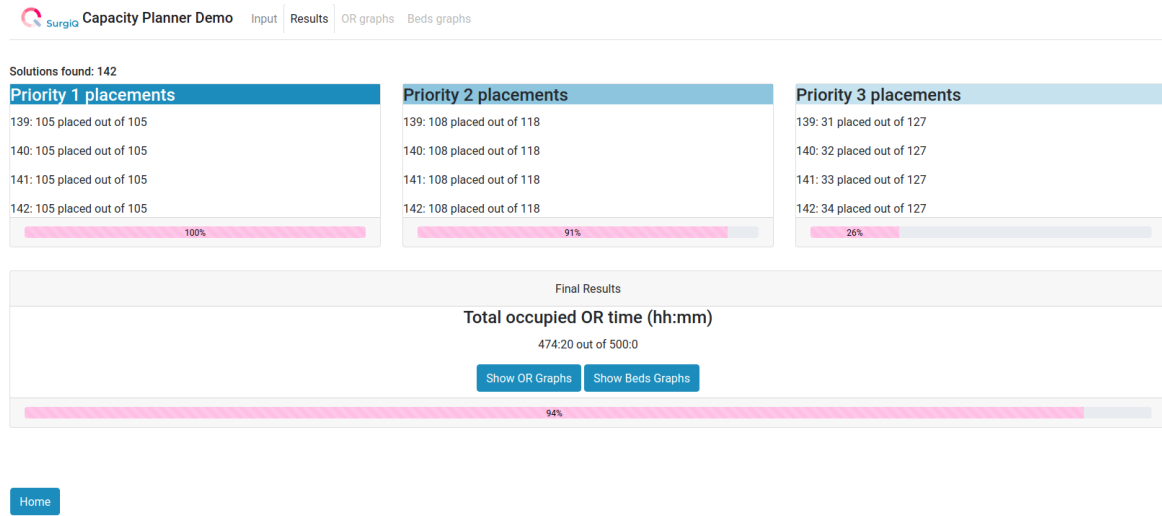 SurgiQ Capacity Planner Demo Input Results OR graphs Beds graphs
Solutions found: 142
Priority 1 placements
139: 105 placed out of 105
140: 105 placed out of 105
141: 105 placed out of 105
142: 105 placed out of 105
100%
Priority 2 placements
139: 108 placed out of 118
140: 108 placed out of 118
141: 108 placed out of 118
142: 108 placed out of 118
91%
Priority 3 placements
139: 31 placed out of 127
140: 32 placed out of 127
141: 33 placed out of 127
142: 34 placed out of 127
26%
Final Results
Total occupied OR time (hh:mm)
474:20 out of 500:0
Show OR Graphs Show Beds Graphs
94%
Home